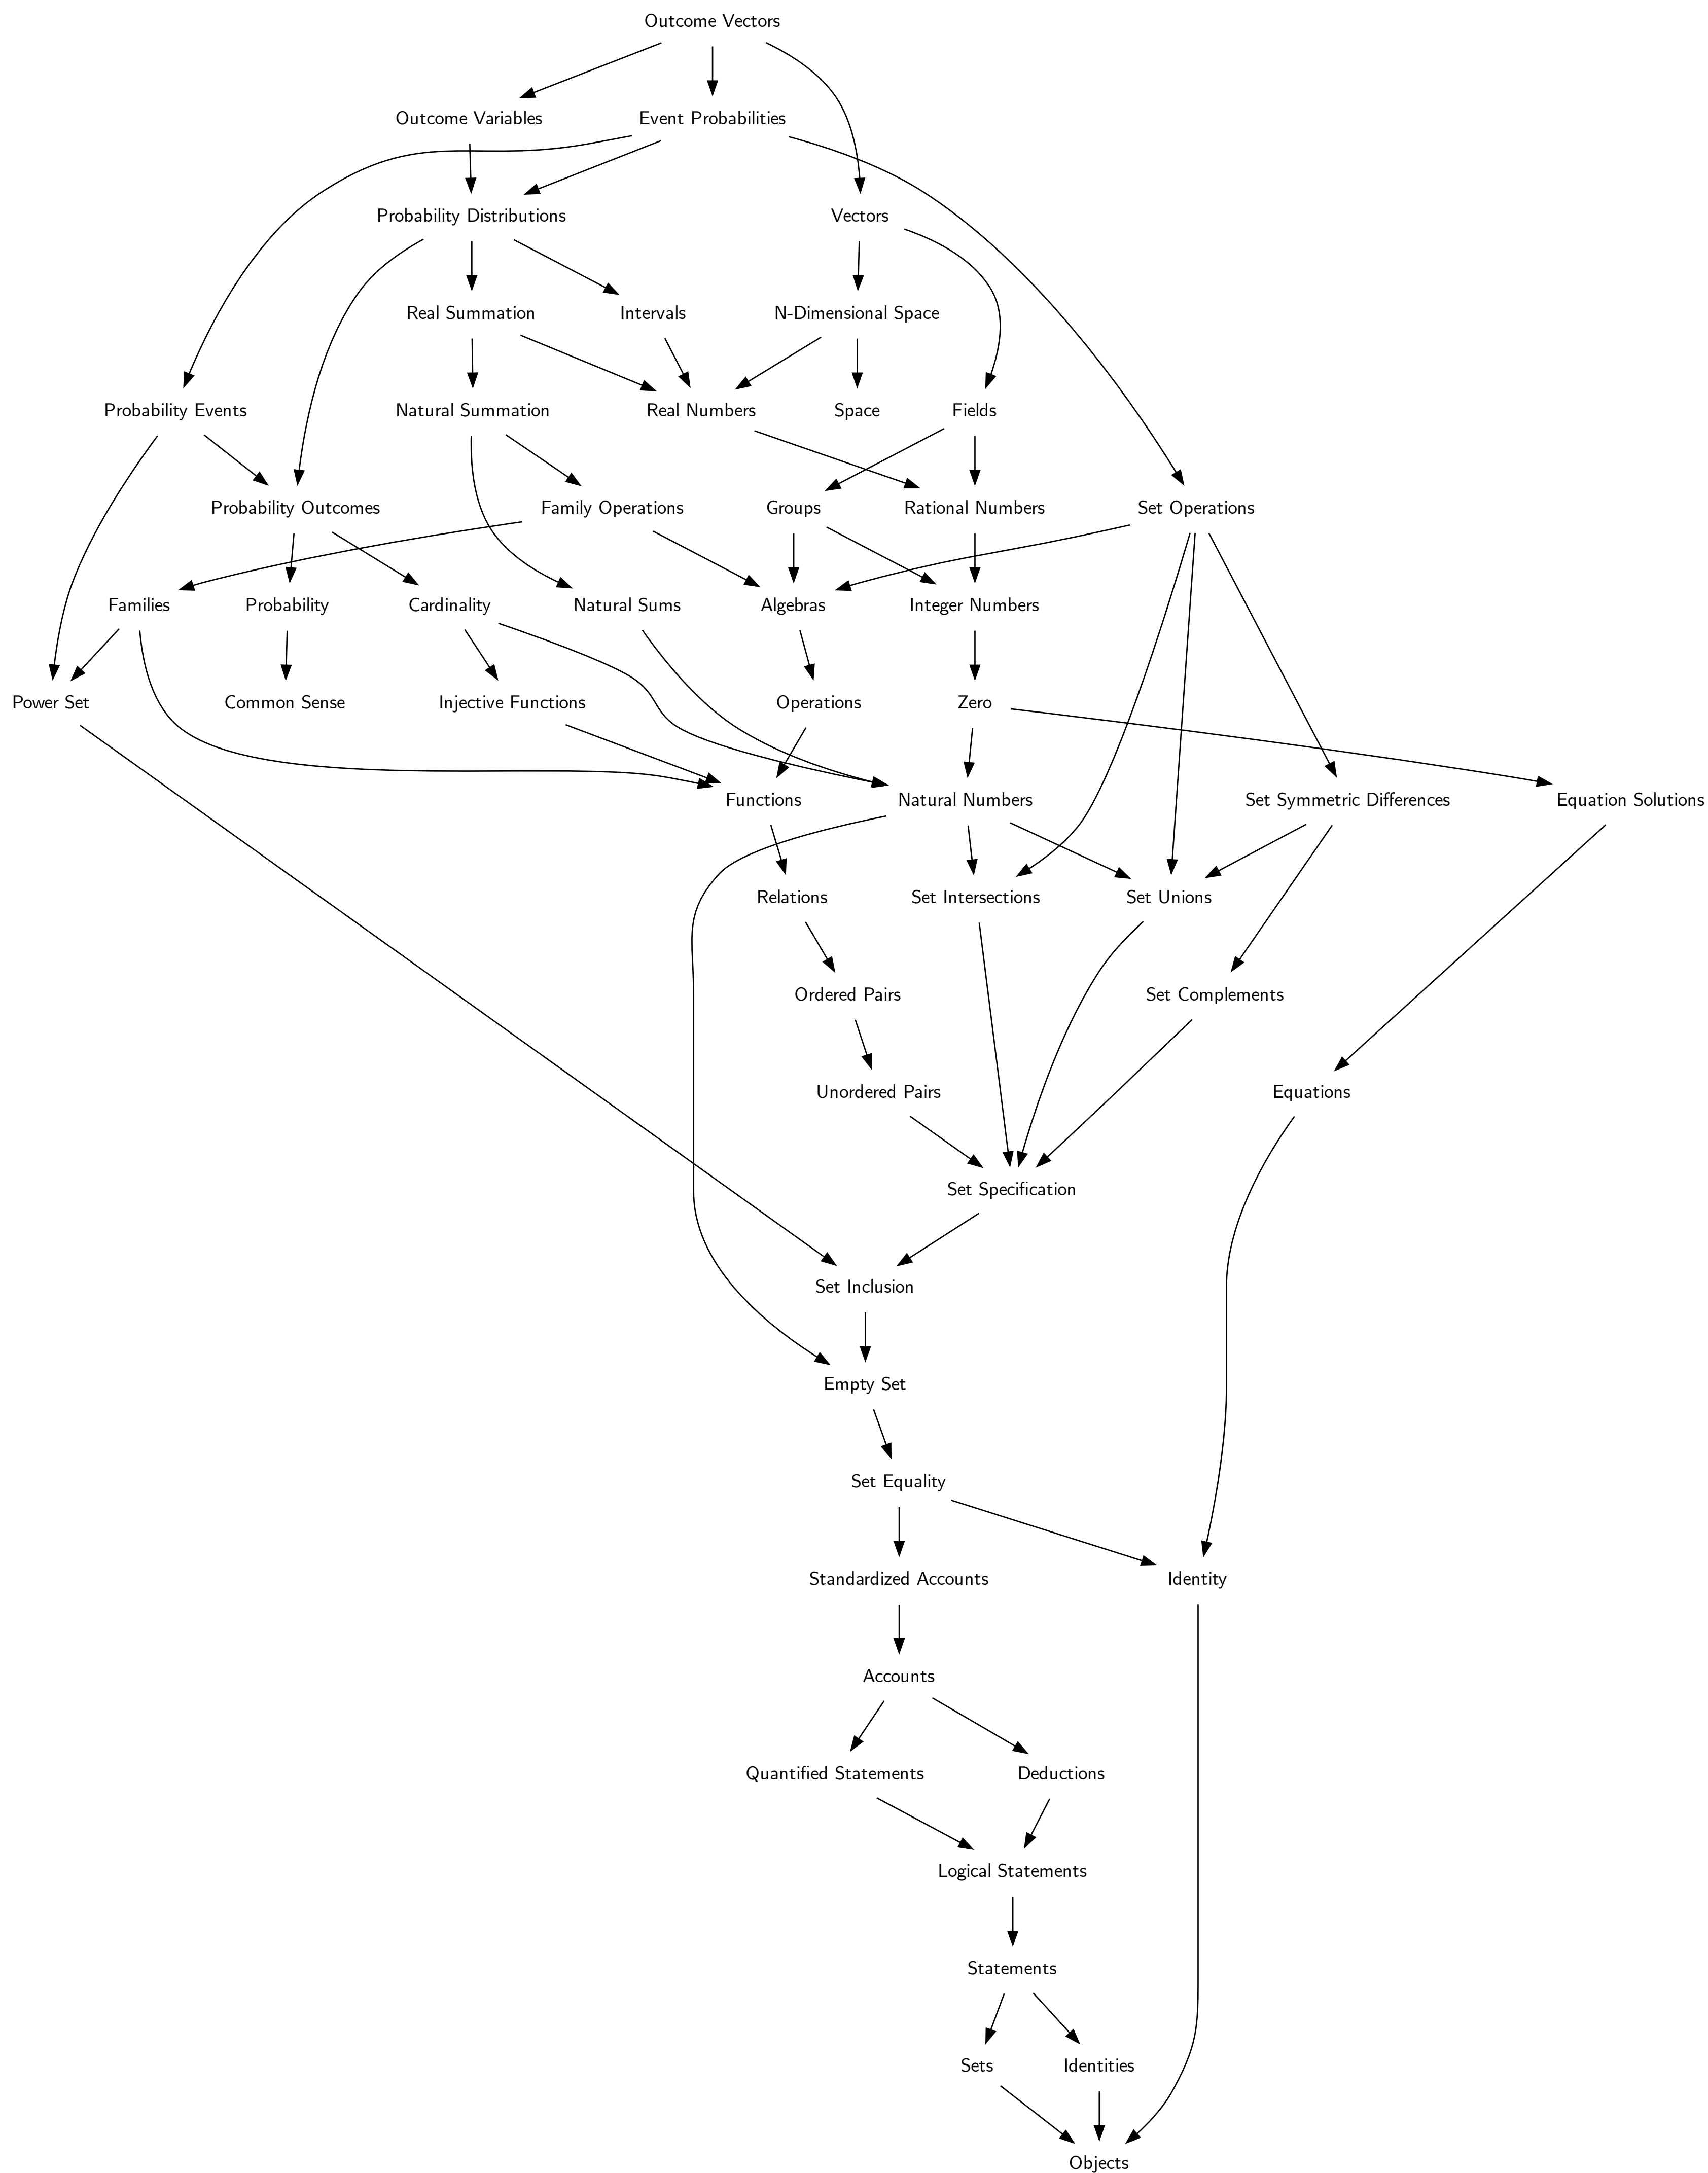 Outcome Vectors
Outcome Variables
Event Probabilities
Probability Distributions
Vectors
Real Summation
Intervals
N-Dimensional Space
Probability Events
Natural Summation
Real Numbers
Space
Fields
Probability Outcomes
Family Operations
Groups
Rational Numbers
Set Operations
Families
Probability
Cardinality
Natural Sums
Algebras
Integer Numbers
Power Set
Common Sense
Injective Functions
Operations
Zero
Functions
Natural Numbers
Set Symmetric Differences
Equation Solutions
Relations
Set Intersections
Set Unions
Ordered Pairs
Set Complements
Unordered Pairs
Equations
Set Specification
Set Inclusion
Empty Set
Set Equality
Standardized Accounts
Identity
Accounts
Quantified Statements
Deductions
Logical Statements
Statements
Sets
Identities
Objects